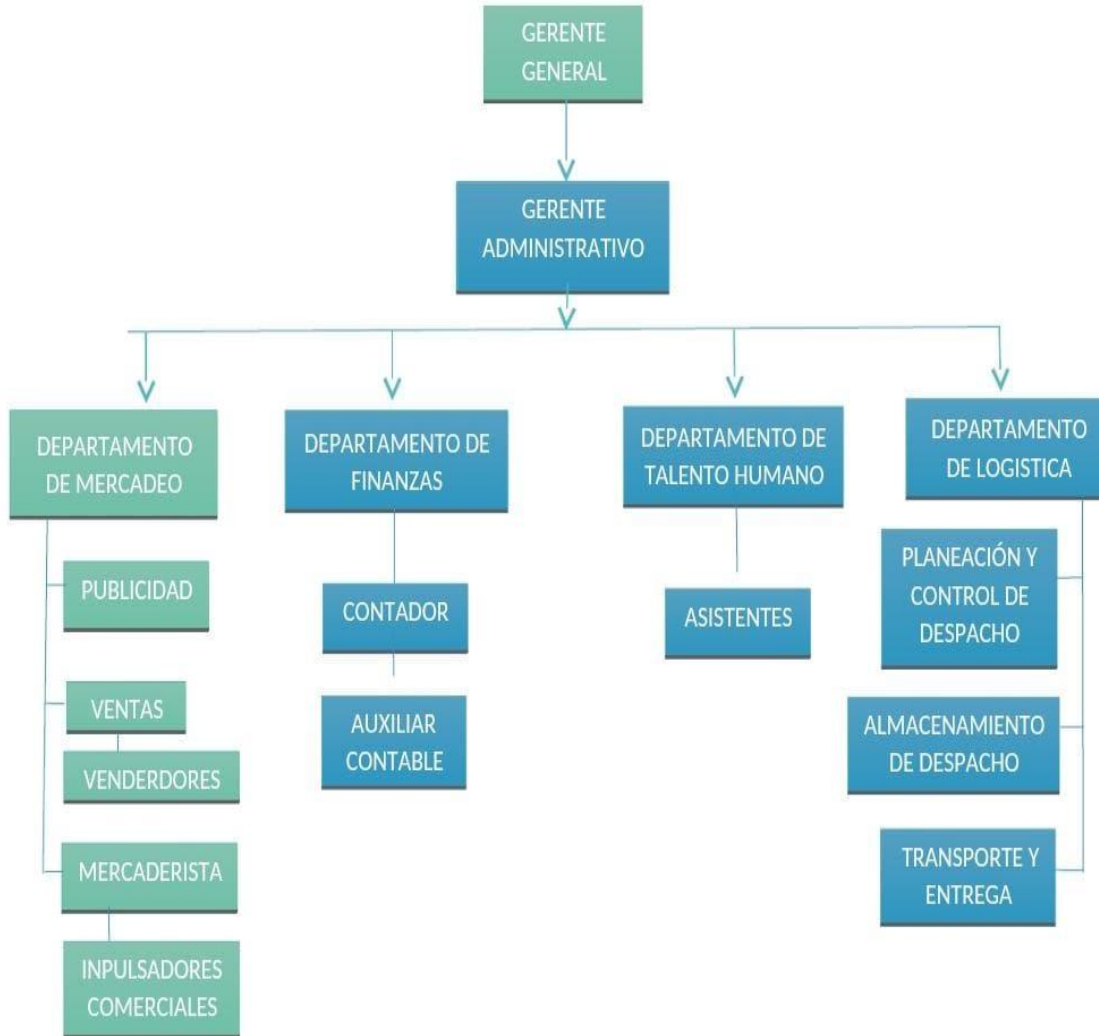 GERENTE
GENERAL
GERENTE
ADMINISTRATIVO
DEPARTAMENTO
DE MERCADEO
PUBLICIDAD
VENTAS
VENDERDORES
MERCADERISTA
INPULSADORES
COMERCIALES
DEPARTAMENTO DE
FINANZAS
CONTADOR
AUXILIAR
CONTABLE
DEPARTAMENTO DE
TALENTO HUMANO
ASISTENTES
DEPARTAMENTO
DE LOGISTICA
PLANEACIÓN Y
CONTROL DE
DESPACHO
ALMACENAMIENTO
DE DESPACHO
TRANSPORTE Y
ENTREGA